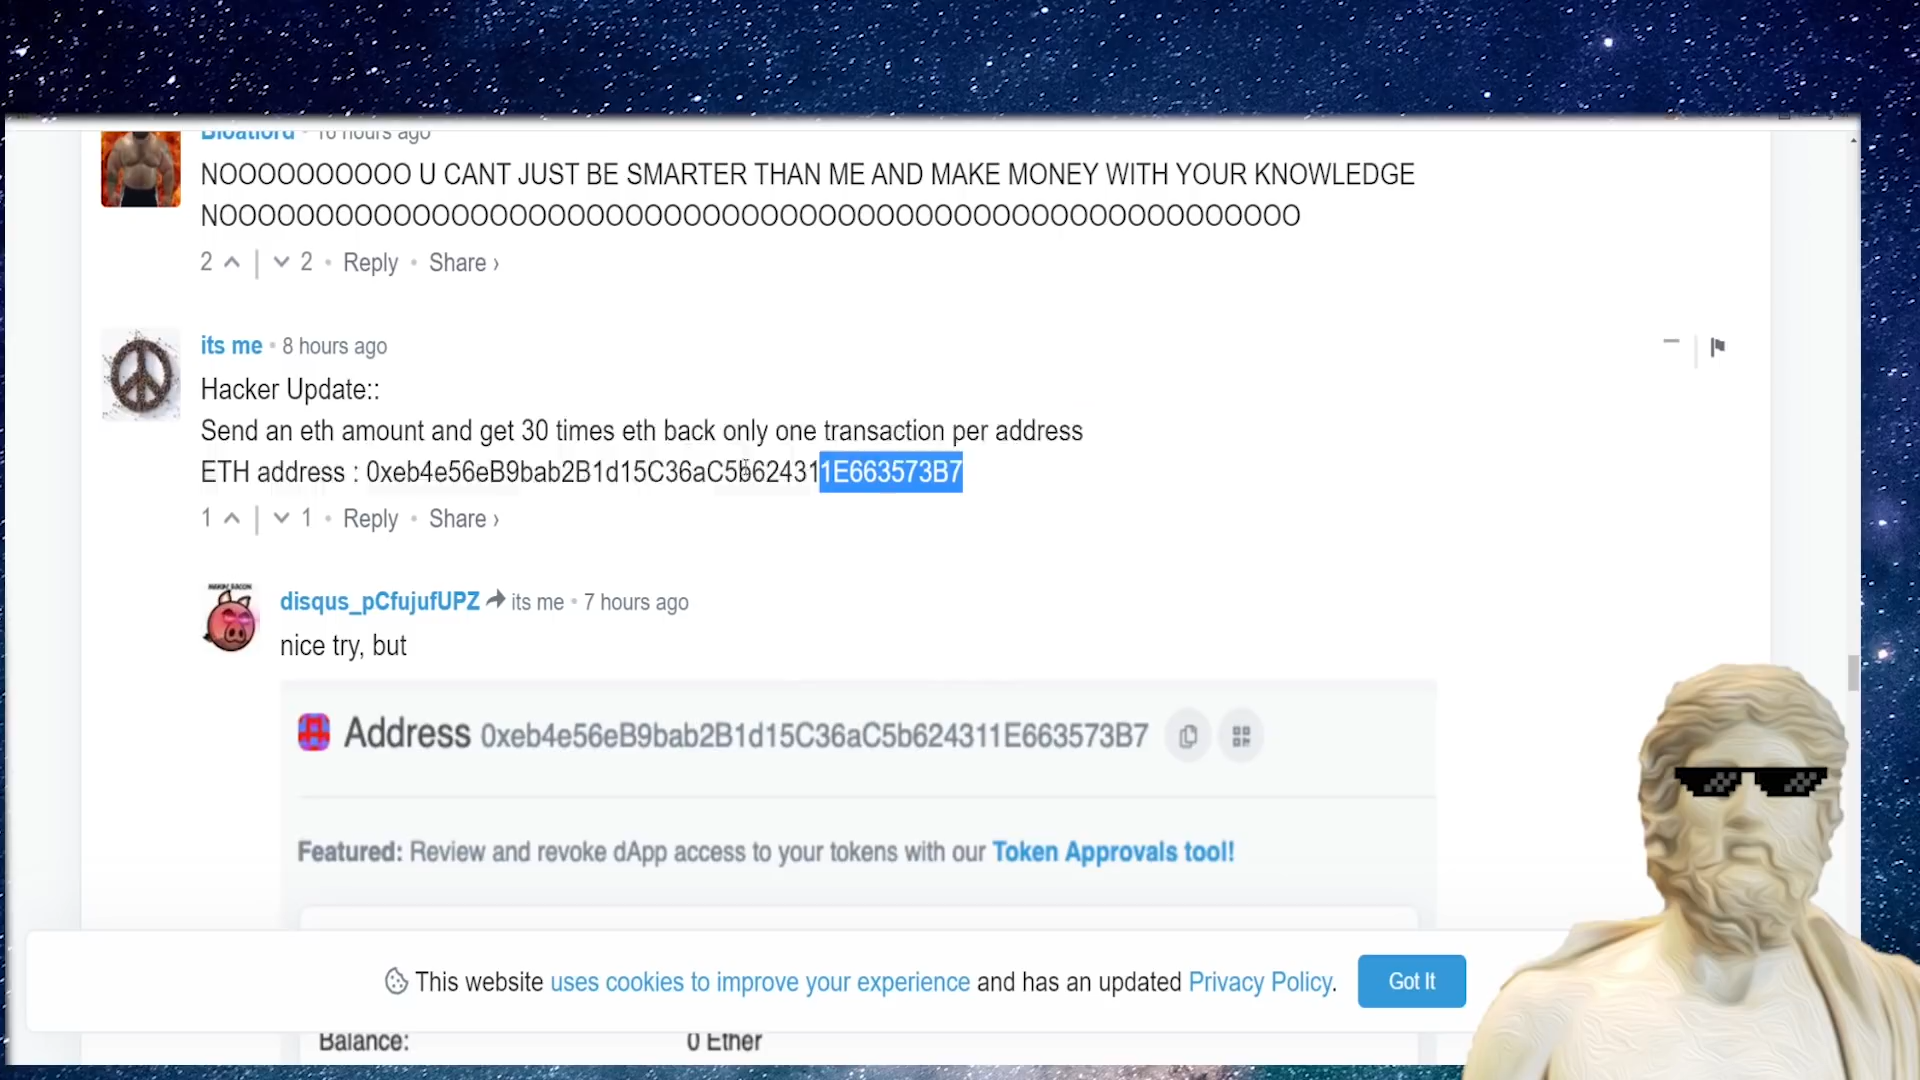 Bloatlord • 16 hours ago
NOOOOOOOOOO U CANT JUST BE SMARTER THAN ME AND MAKE MONEY WITH YOUR KNOWLEDGE
NOOOOOOOOOOOOOOOOOOOOOOOOOOOOOOOOOOOOOOOOOOOOOOOOOOOOOOOO
2 | 2 • Reply • Share ›
its me • 8 hours ago
Hacker Update::
Send an eth amount and get 30 times eth back only one transaction per address
ETH address : 0xeb4e56eB9bab2B1d15C36aC5b624311E663573B7
1 | 1 • Reply • Share ›
disqus_pCfujufUPZ its me • 7 hours ago
nice try, but
Address 0xeb4e56eB9bab2B1d15C36aC5b624311E663573B7
Featured: Review and revoke dApp access to your tokens with our Token Approvals tool!
This website uses cookies to improve your experience and has an updated Privacy Policy. Got It
Balance: 0 Ether